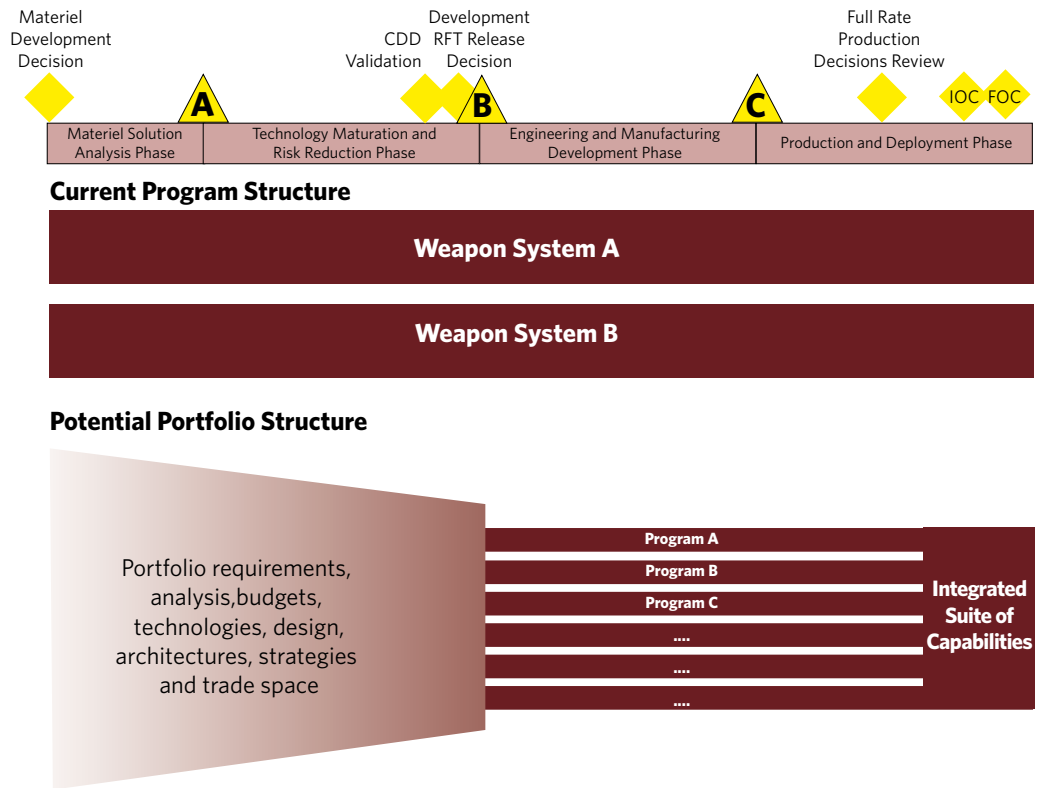 Materiel
Development
Decision
CDD
Validation
Development
RFT Release
Decision
Full Rate
Production
Decisions Review
A
B
C
IOC
FOC
Materiel Solution
Analysis Phase
Technology Maturation and
Risk Reduction Phase
Engineering and Manufacturing
Development Phase
Production and Deployment Phase
Current Program Structure
Weapon System A
Weapon System B
Potential Portfolio Structure
Portfolio requirements,
analysis,budgets,
technologies, design,
architectures, strategies
and trade space
Program A
Program B
Program C
....
....
....
Integrated
Suite of
Capabilities